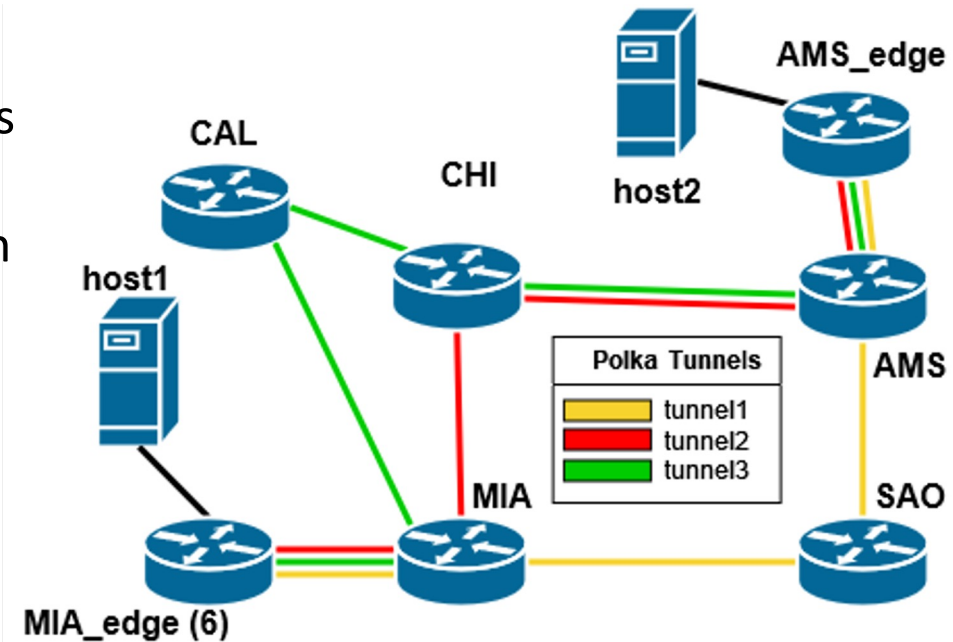 AMS_edge
s
CAL
CHI
host2
n
host1
Polka Tunnels
AMS
tunnel1
tunnel2
tunnel3
MIA
SAO
MIA_edge (6)